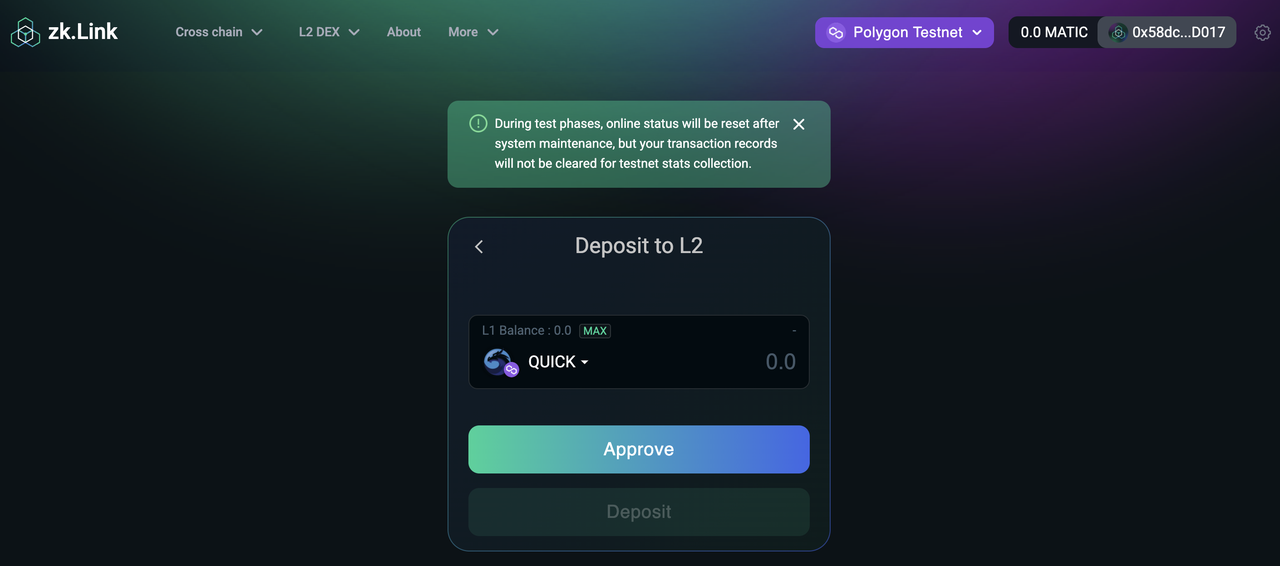 zk.Link
Cross chain
L2 DEX
About
More
Polygon Testnet
0.0 MATIC
0x58dc...D017
During test phases, online status will be reset after
system maintenance, but your transaction records
will not be cleared for testnet stats collection.
Deposit to L2
L1 Balance : 0.0 MAX -
QUICK 0.0
Approve
Deposit